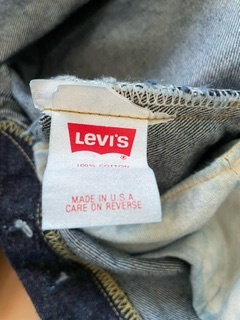 LEVI'S
®
100% COTTON
MADE IN U.S.A.
CARE ON REVERSE